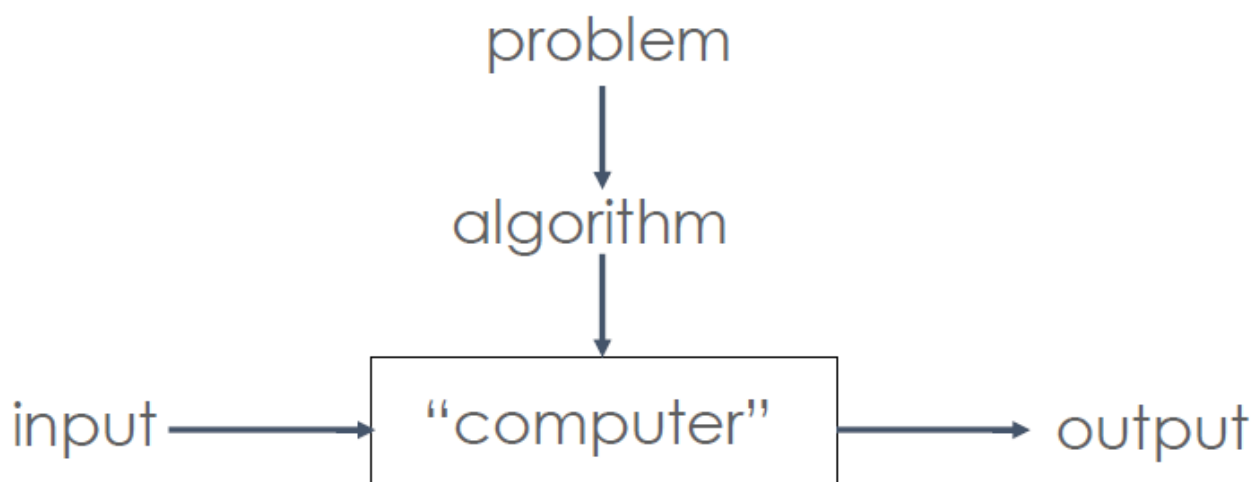 problem
algorithm
input “computer” output